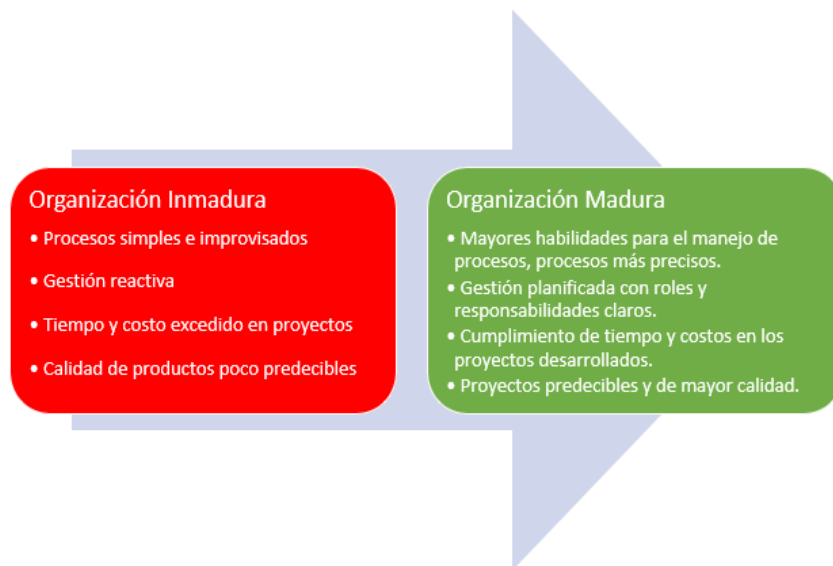 Organización Inmadura
• Procesos simples e improvisados
• Gestión reactiva
• Tiempo y costo excedido en proyectos
• Calidad de productos poco predecibles
Organización Madura
• Mayores habilidades para el manejo de
procesos, procesos más precisos.
• Gestión planificada con roles y
responsabilidades claros.
• Cumplimiento de tiempo y costos en los
proyectos desarrollados.
• Proyectos predecibles y de mayor calidad.